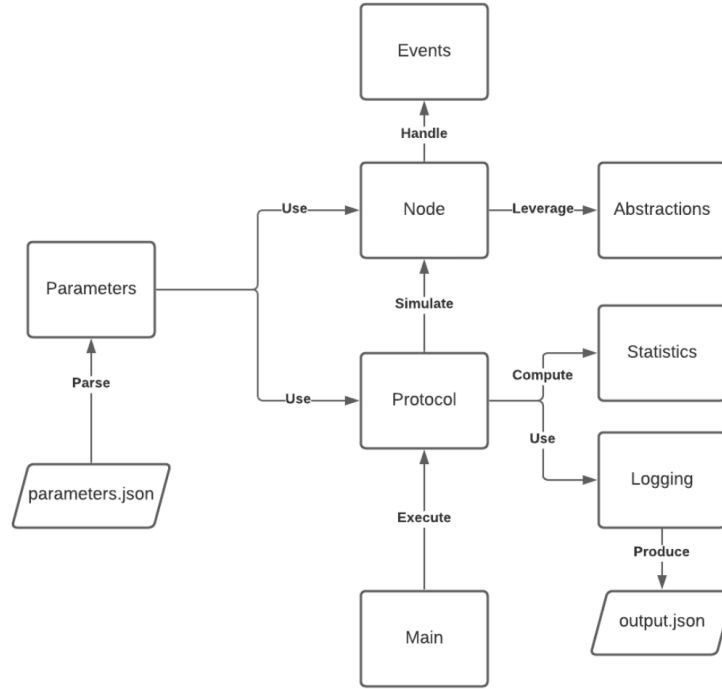 Events
Handle
Use
Node
Leverage
Abstractions
Parameters
Simulate
Parse
Use
Protocol
Compute
Statistics
Use
parameters.json
Logging
Execute
Produce
Main
output.json